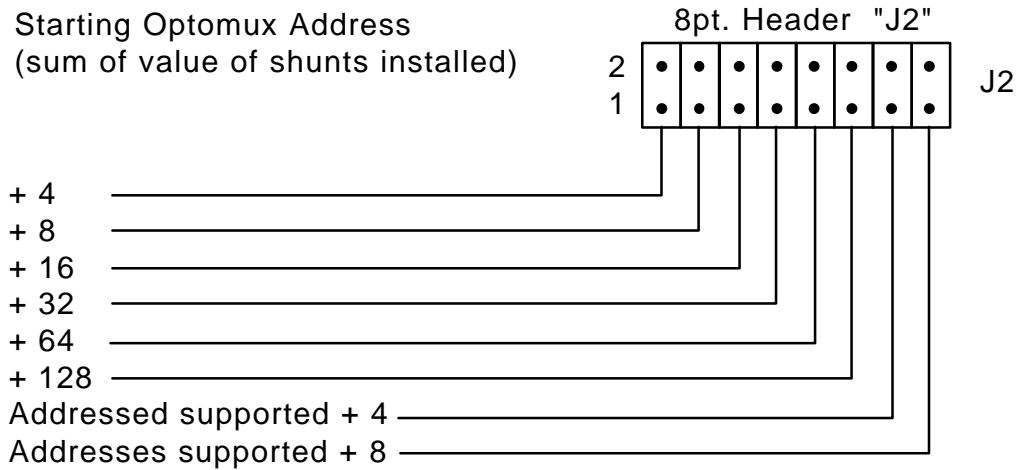 Starting Optomux Address
(sum of value of shunts installed)
8pt. Header "J2"
2
1
J2
+ 4
+ 8
+ 16
+ 32
+ 64
+ 128
Addressed supported + 4
Addresses supported + 8